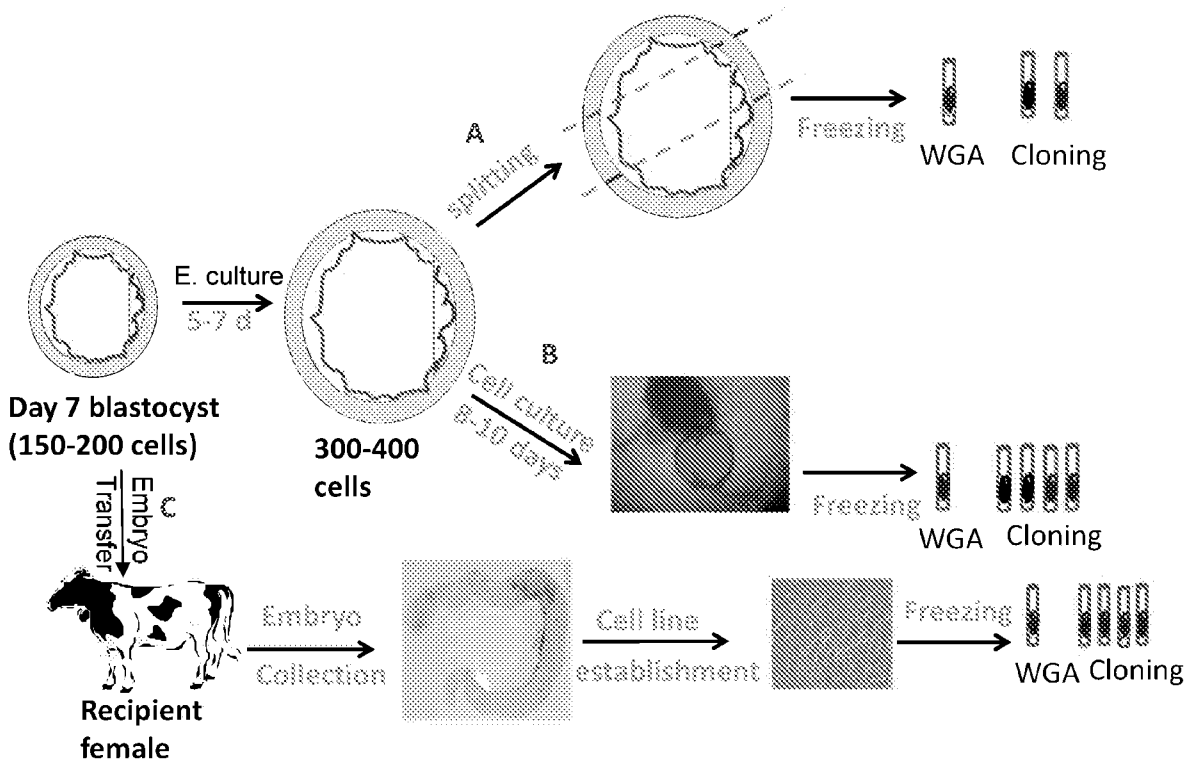 A
splitting
Freezing
WGA
Cloning
E. culture
5-7 d
Day 7 blastocyst
(150-200 cells)
300-400
cells
B
Cell culture
8-10 days
Freezing
WGA
Cloning
Embryo
Transfer
C
Recipient
female
Embryo
Collection
Cell line
establishment
Freezing
WGA
Cloning